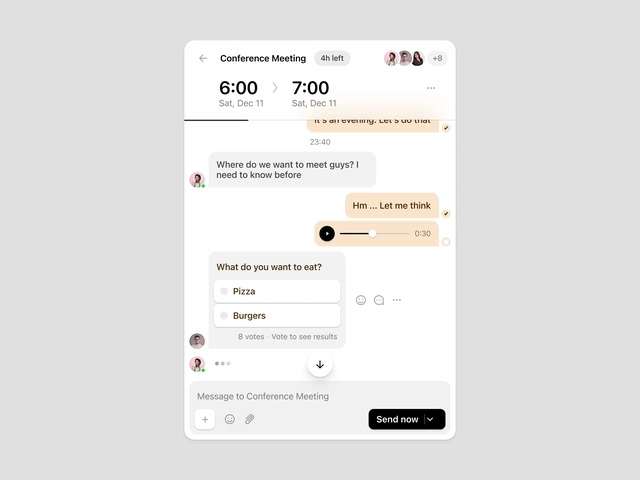 Conference Meeting 4h left +8
6:00 7:00
Sat, Dec 11 Sat, Dec 11
It's an evening. Let's do that
23:40
Where do we want to meet guys? I
need to know before
Hm ... Let me think
0:30
What do you want to eat?
Pizza
Burgers
8 votes · Vote to see results
Message to Conference Meeting
Send now